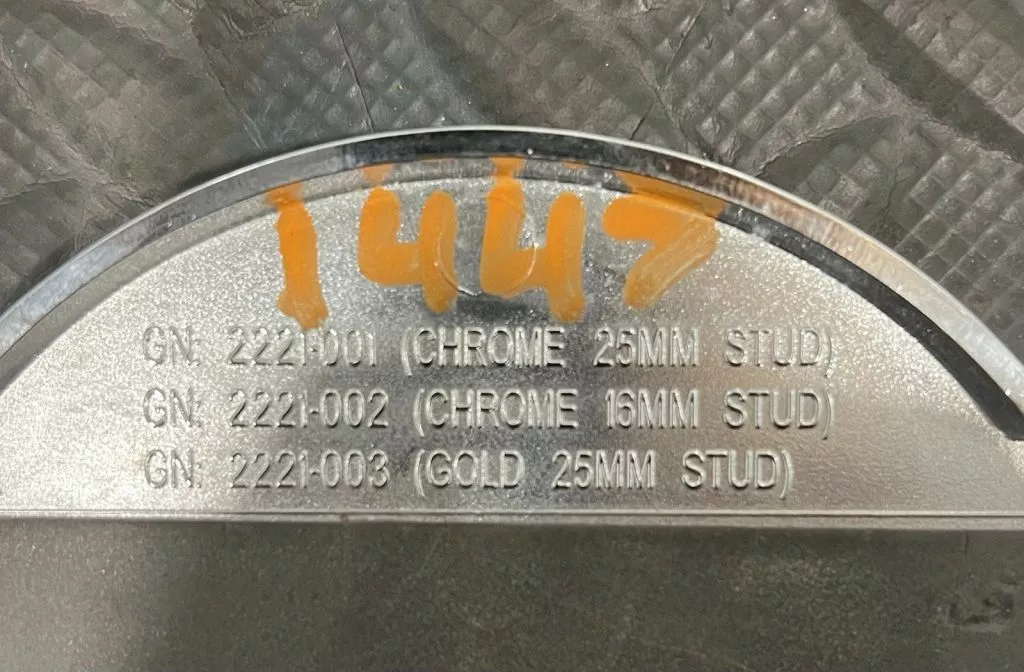 1447
GN: 2221-001 (CHROME 25MM STUD)
GN: 2221-002 (CHROME 16MM STUD)
GN: 2221-003 (GOLD 25MM STUD)